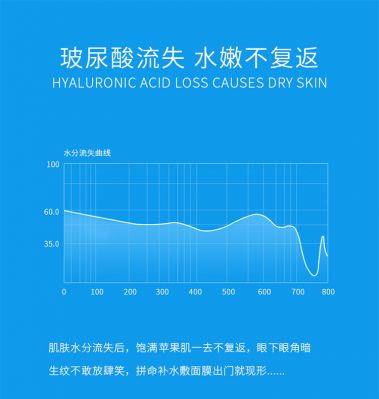 玻尿酸流失 水嫩不复返
HYALURONIC ACID LOSS CAUSES DRY SKIN
水分流失曲线
100
60.0
35.0
0 100 200 300 400 500 600 700 800
肌肤水分流失后，饱满苹果肌一去不复返，眼下眼角暗
生纹不敢放肆笑，拼命补水敷面膜出门就现形......